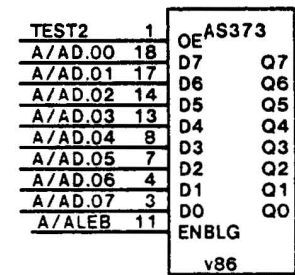 TEST2 1 OE AS373
A/AD.00 18 D7 Q7
A/AD.01 17 D6 Q6
A/AD.02 14 D5 Q5
A/AD.03 13 D4 Q4
A/AD.04 8 D3 Q3
A/AD.05 7 D2 Q2
A/AD.06 4 D1 Q1
A/AD.07 3 D0 Q0
A/ALEB 11 ENBLG
v86